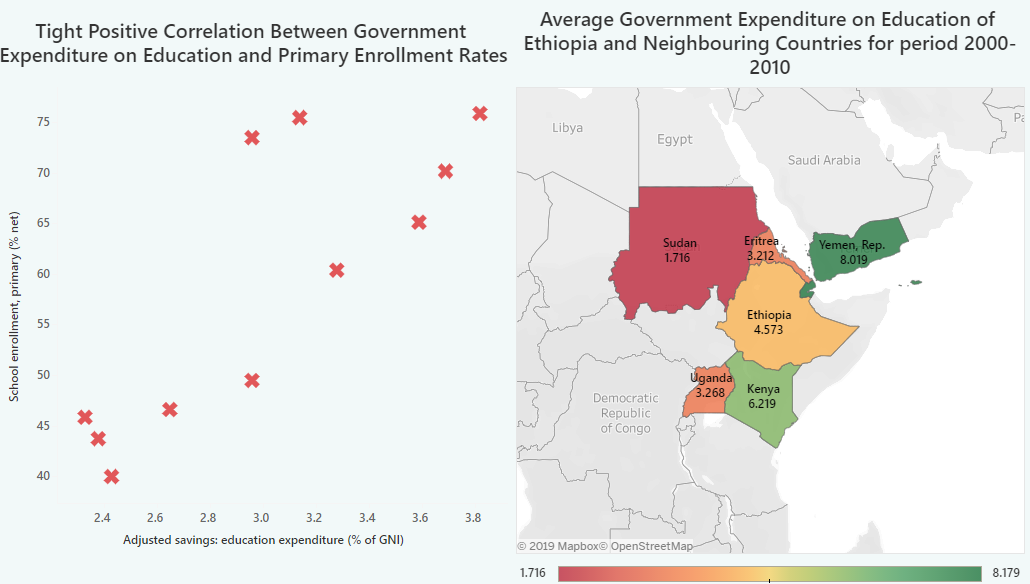 Tight Positive Correlation Between Government
Expenditure on Education and Primary Enrollment Rates
School enrollment, primary (% net)
75
70
65
60
55
50
45
40
2.4 2.6 2.8 3.0 3.2 3.4 3.6 3.8
Adjusted savings: education expenditure (% of GNI)
Average Government Expenditure on Education of
Ethiopia and Neighbouring Countries for period 2000-
2010
Libya
Egypt
Saudi Arabia
Sudan
1.716
Eritrea
3.212
Yemen, Rep.
8.019
Ethiopia
4.573
Uganda
3.268
Kenya
6.219
Democratic
Republic
of Congo
© 2019 Mapbox© OpenStreetMap
1.716 8.179